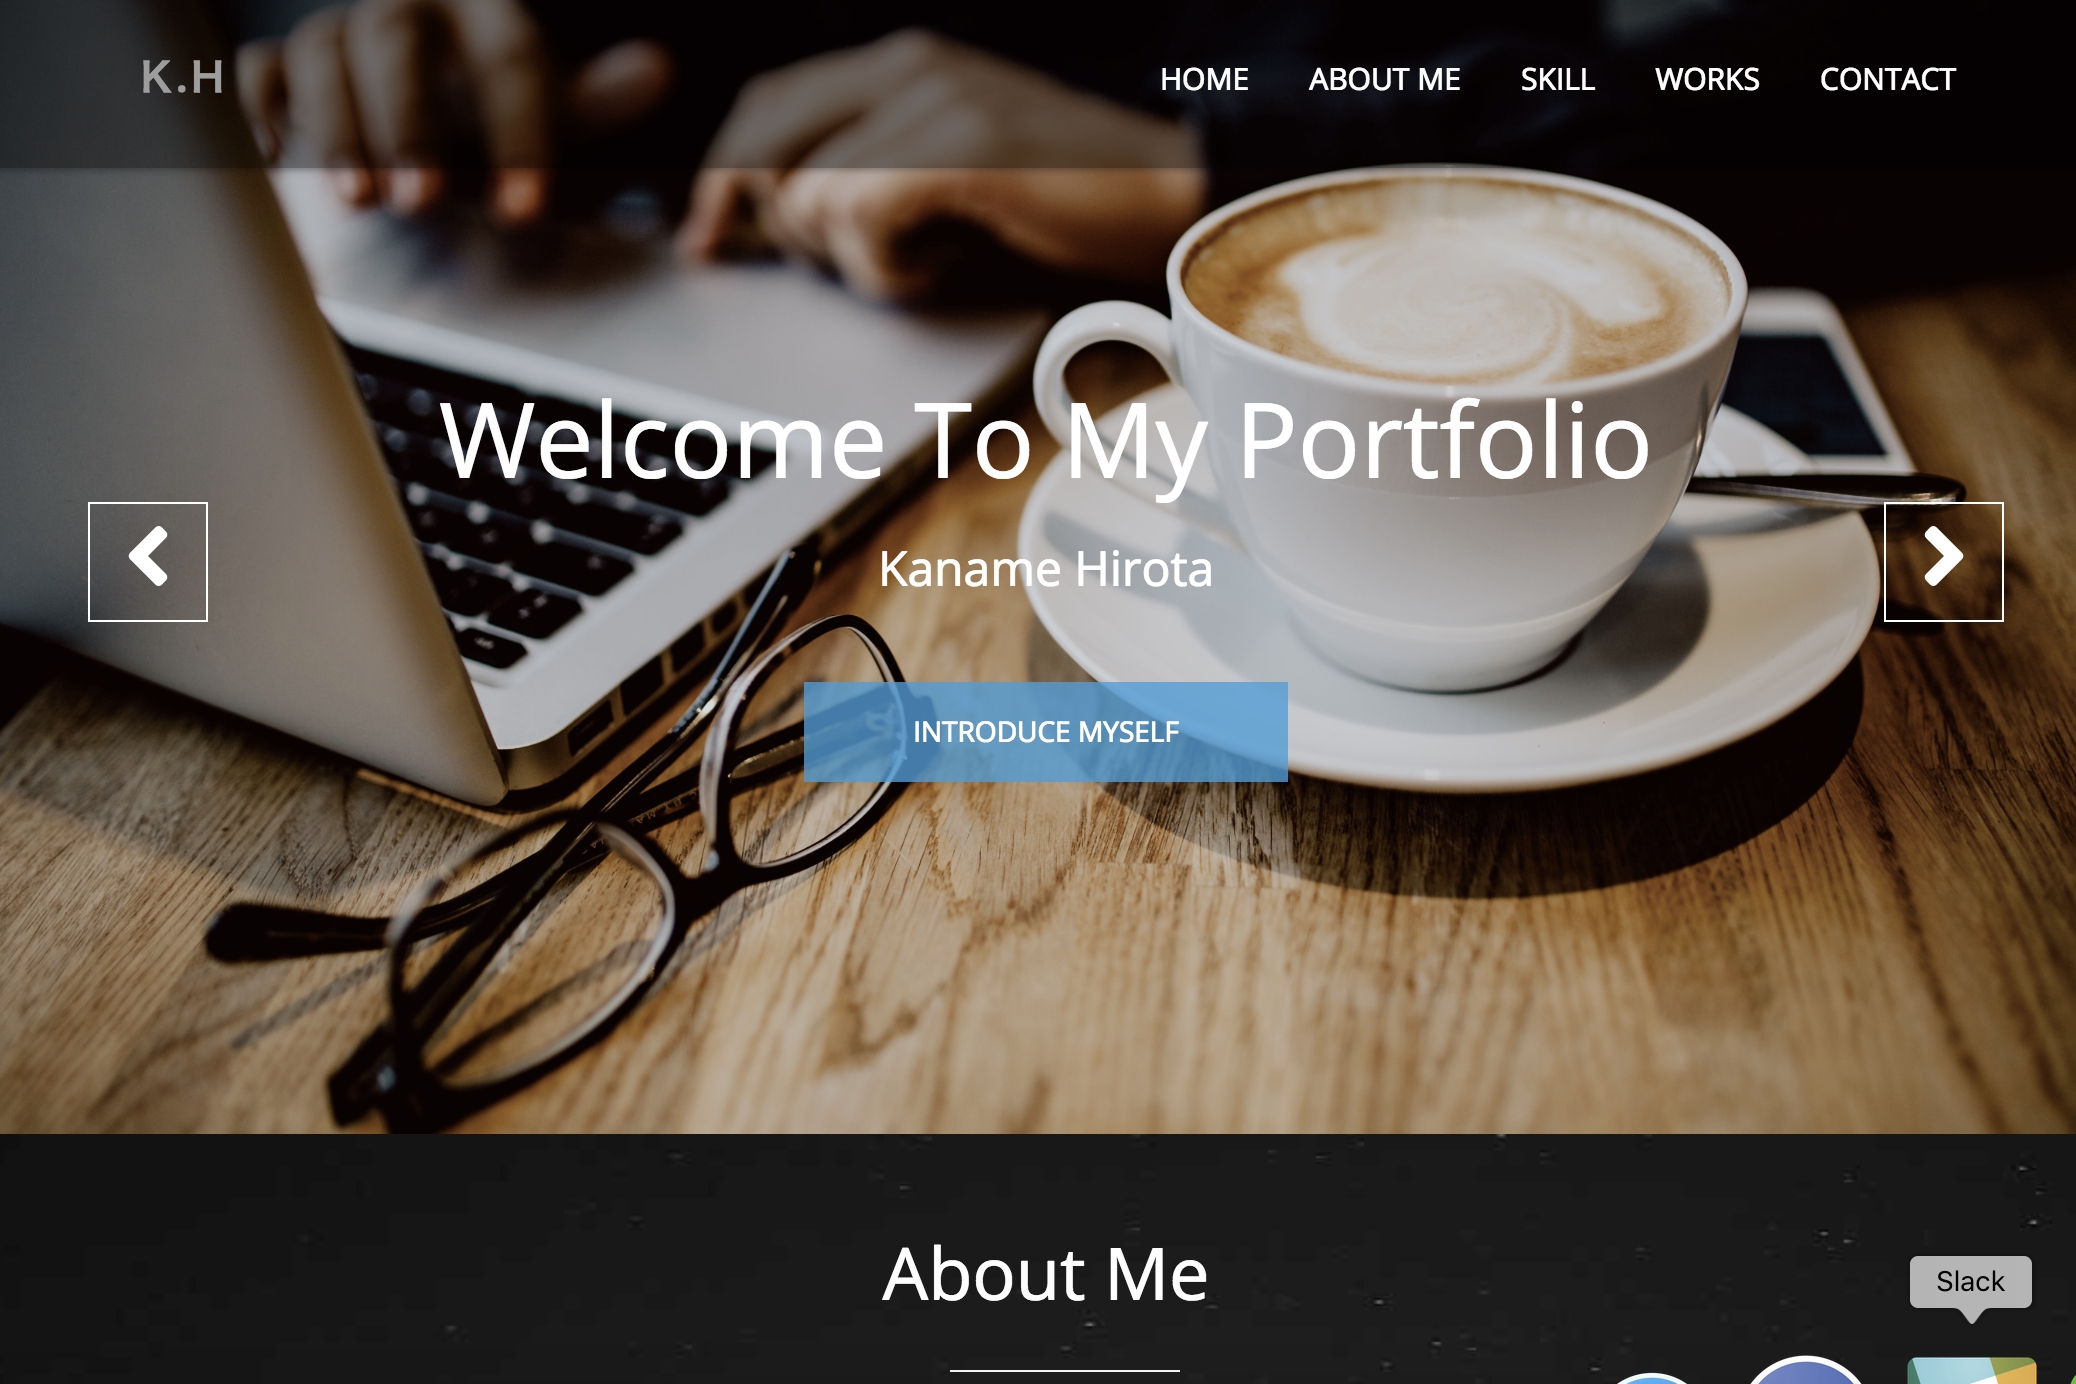 K.H
HOME ABOUT ME SKILL WORKS CONTACT
Welcome To My Portfolio
Kaname Hirota
INTRODUCE MYSELF
About Me
Slack